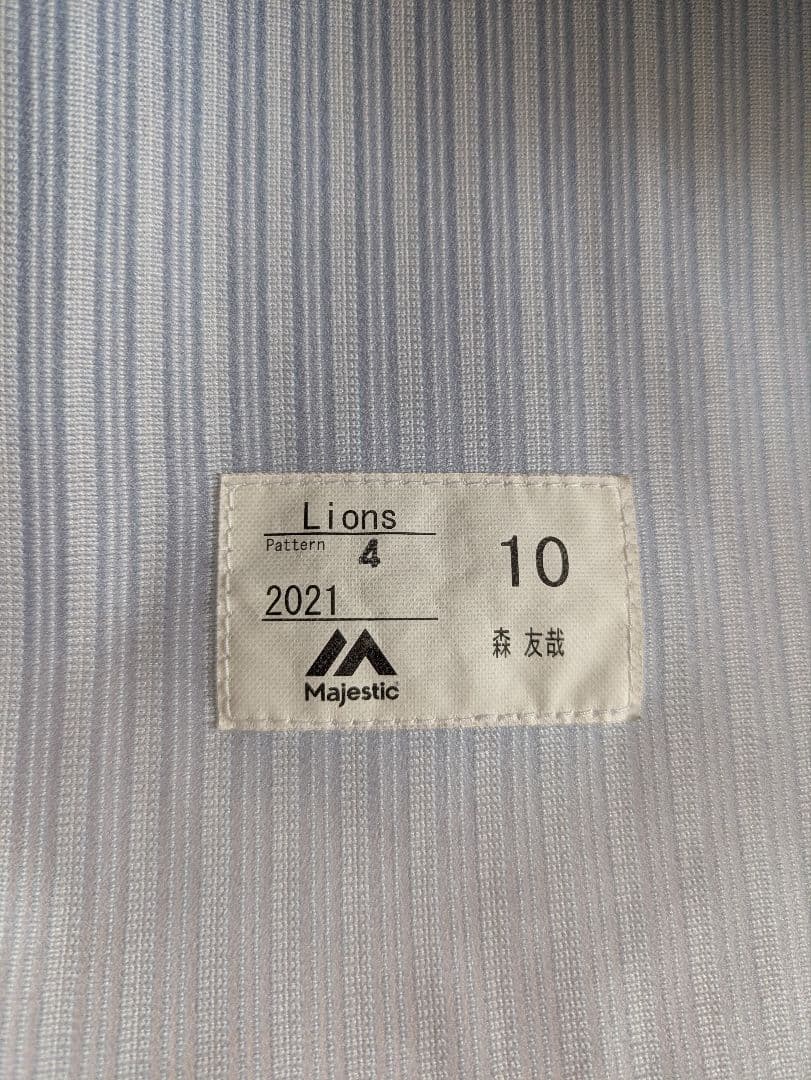 Lions
Pattern 4
2021
Majestic
10
森 友哉